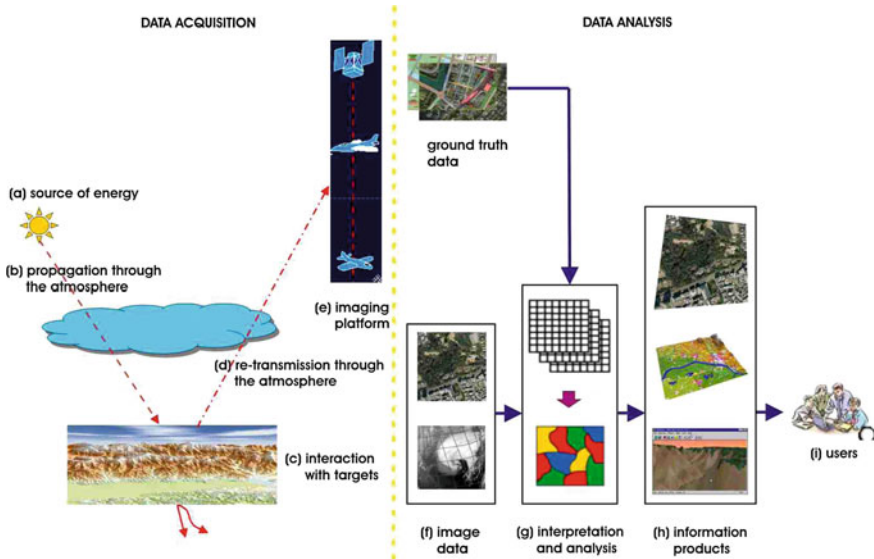 DATA ACQUISITION
DATA ANALYSIS
ground truth
data
(a) source of energy
(b) propagation through
the atmosphere
(e) imaging
platform
(d) re-transmission through
the atmosphere
(c) interaction
with targets
(f) image
data
(g) interpretation
and analysis
(h) information
products
(i) users